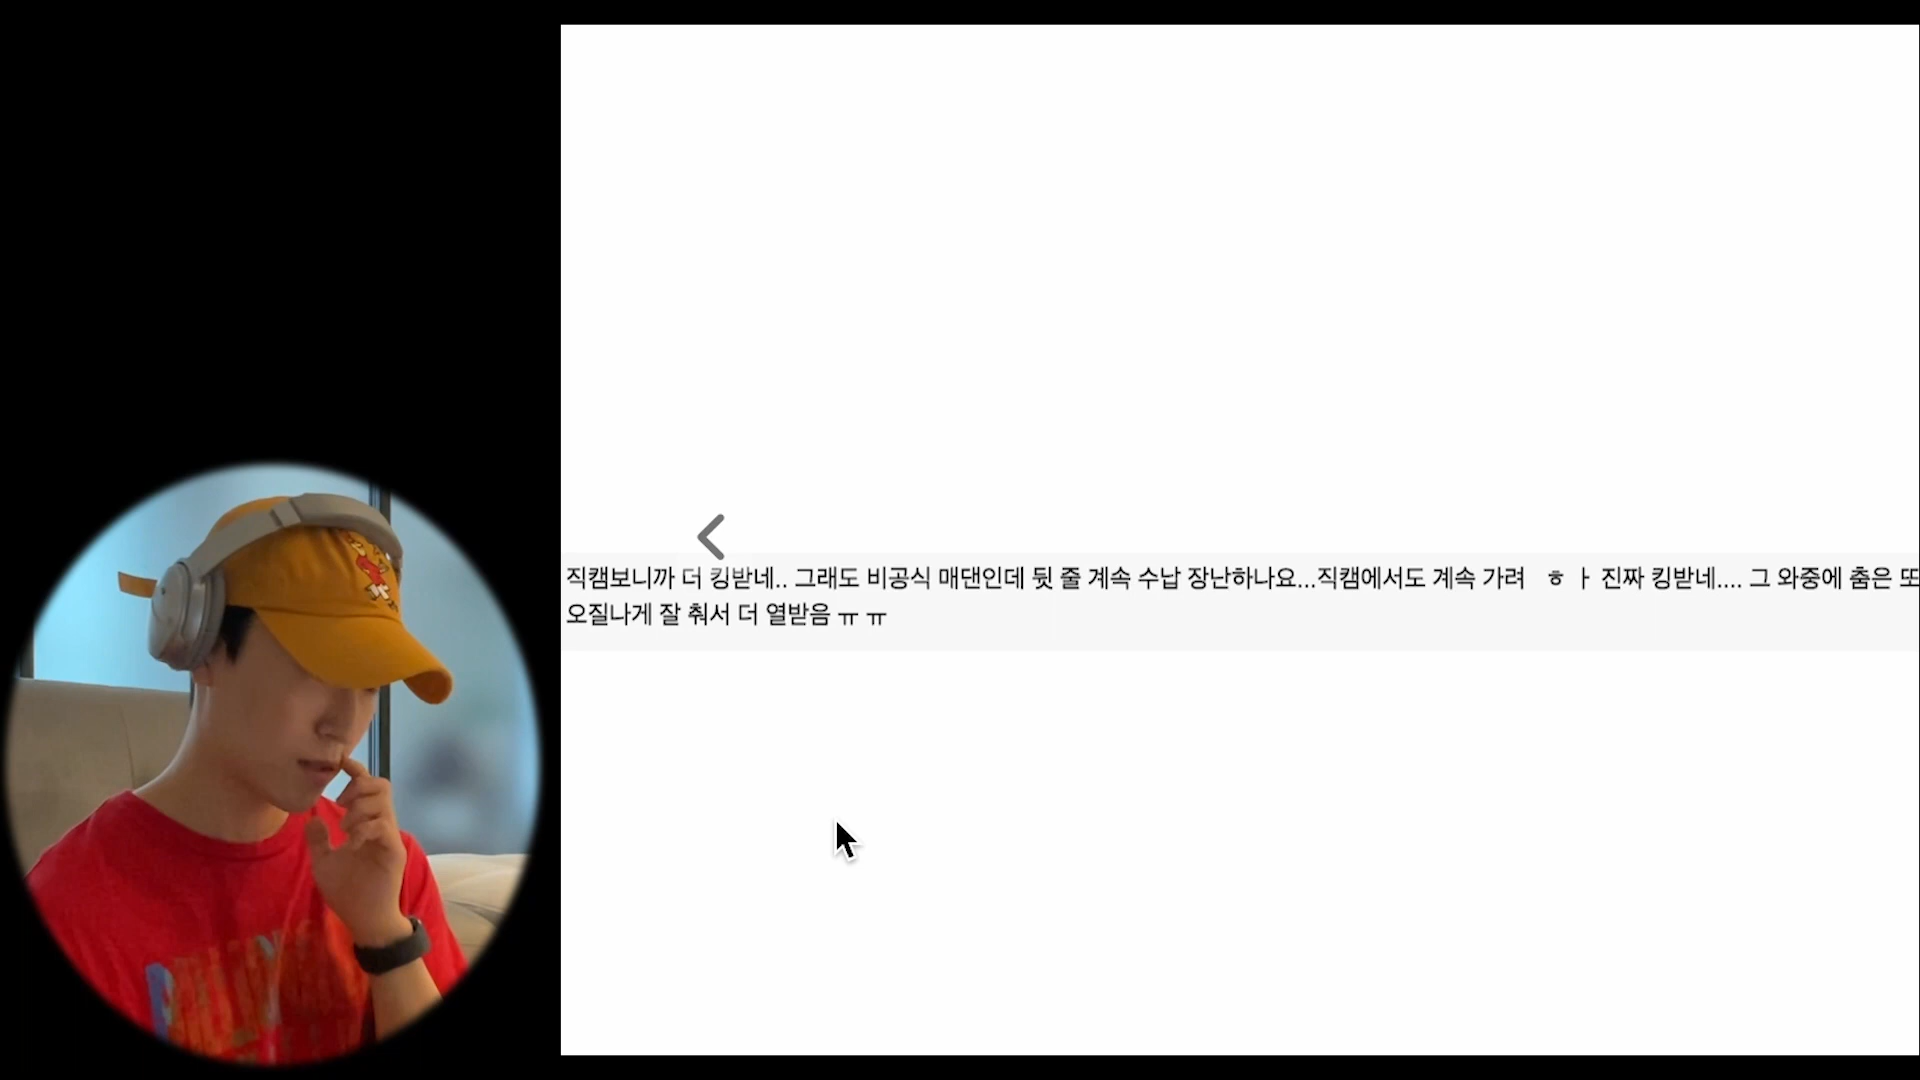 직캠보니까 더 킹받네.. 그래도 비공식 매댄인데 뒷 줄 계속 수납 장난하나요...직캠에서도 계속 가려 ㅎ ㅏ 진짜 킹받네.... 그 와중에 춤은 또
오질나게 잘 춰서 더 열받음 ㅠ ㅠ